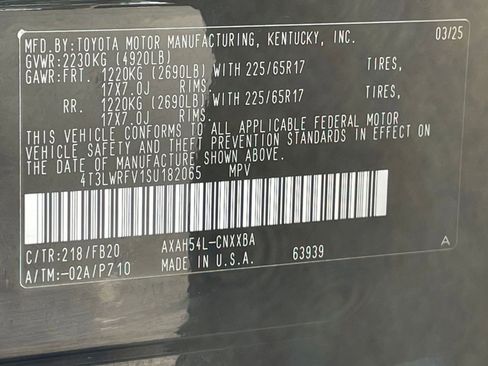 MFD.BY:TOYOTA MOTOR MANUFACTURING, KENTUCKY, INC. 03/25
GVWR:2230KG (4920LB)
GAWR:FRT. 1220KG (2690LB) WITH 225/65R17 TIRES,
17X7.0J RIMS.
RR. 1220KG (2690LB) WITH 225/65R17 TIRES,
17X7.0J RIMS.
THIS VEHICLE CONFORMS TO ALL APPLICABLE FEDERAL MOTOR
VEHICLE SAFETY AND THEFT PREVENTION STANDARDS IN EFFECT ON
THE DATE OF MANUFACTURE SHOWN ABOVE.
4T3LWRFV1SU182065 MPV
C/TR:218/FB20 AXAH54L-CNXXBA
A/TM:-02A/P710 MADE IN U.S.A. 63939 A